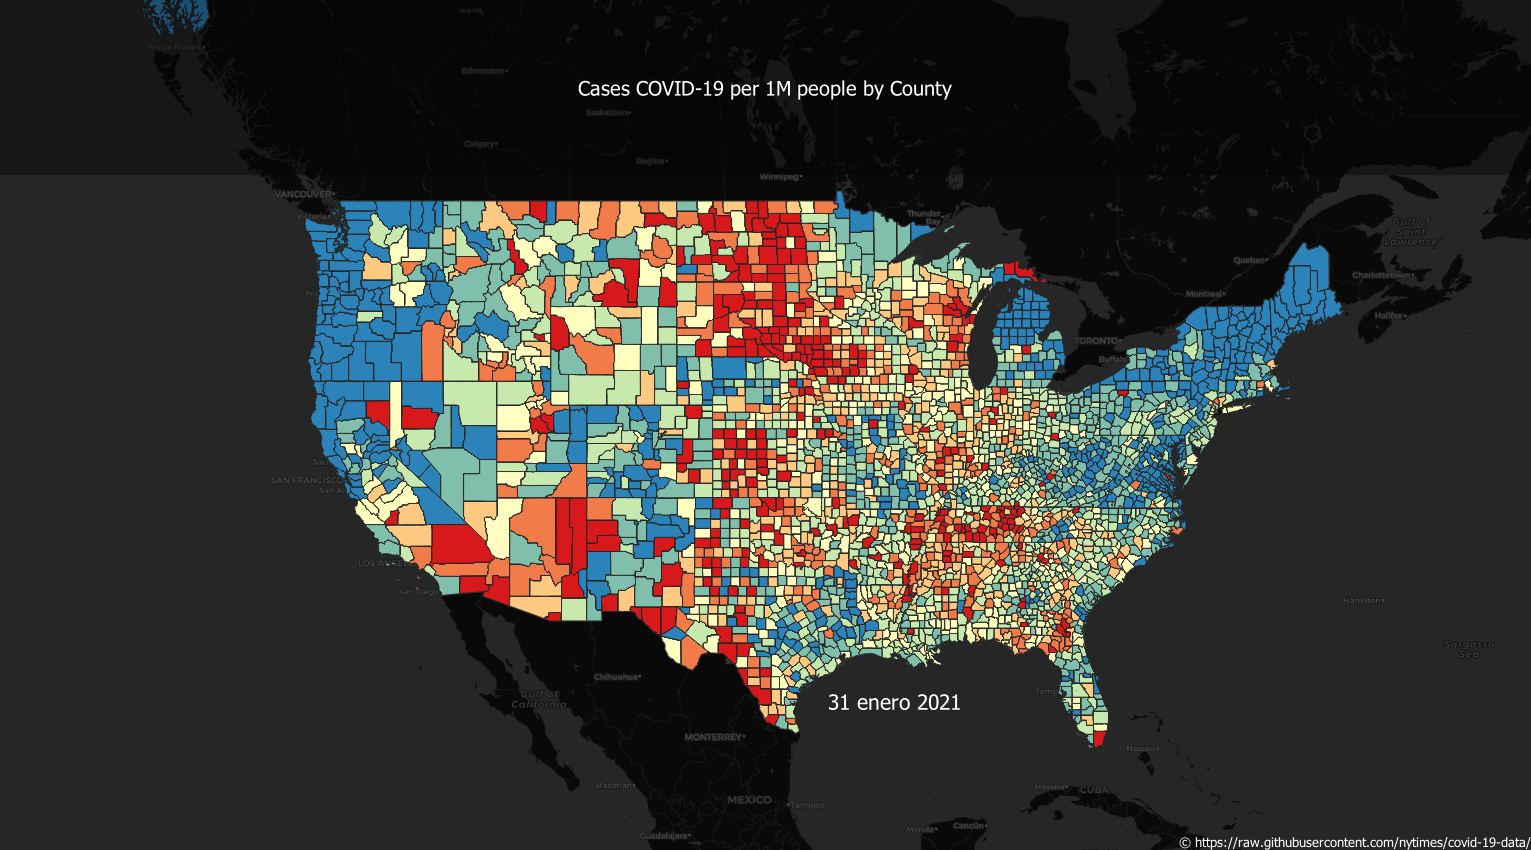 Prince Rupert
Edmonton
Cases COVID-19 per 1M people by County
Saskatoon
Calgary
Regina
Winnipeg
VANCOUVER
Victoria
Thunder
Bay
Gulf of
Saint
Lawrence
Quebec
Charlottetown
Montreal
Halifax
TORONTO
Buffalo
SAN FRANCISCO
LOS ANGELES
San Diego
Hamilton
Sargasso
Sea
Chihuahua
Gulf of
California
Tampa
31 enero 2021
MONTERREY
Nassau
Mazatlán
Havana
CUBA
MEXICO
Tampico
Mérida
Cancún
Guadalajara
© https://raw.githubusercontent.com/nytimes/covid-19-data/